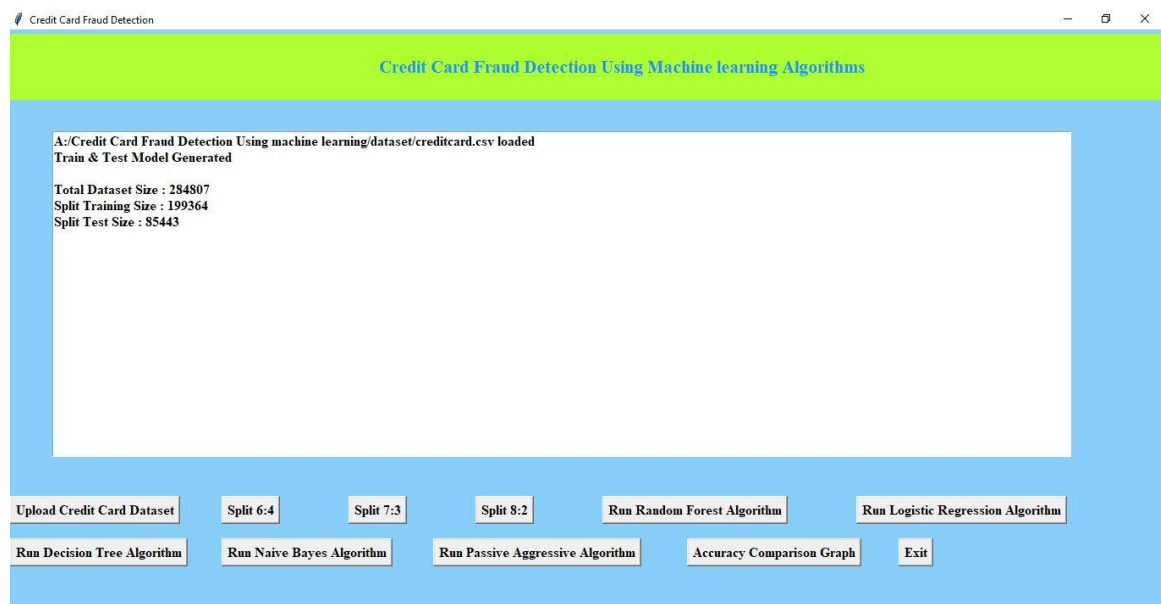 Credit Card Fraud Detection
Credit Card Fraud Detection Using Machine learning Algorithms
A:/Credit Card Fraud Detection Using machine learning/dataset/creditcard.csv loaded
Train & Test Model Generated
Total Dataset Size : 284807
Split Training Size : 199364
Split Test Size : 85443
Upload Credit Card Dataset
Split 6:4
Split 7:3
Split 8:2
Run Random Forest Algorithm
Run Logistic Regression Algorithm
Run Decision Tree Algorithm
Run Naive Bayes Algorithm
Run Passive Aggressive Algorithm
Accuracy Comparison Graph
Exit